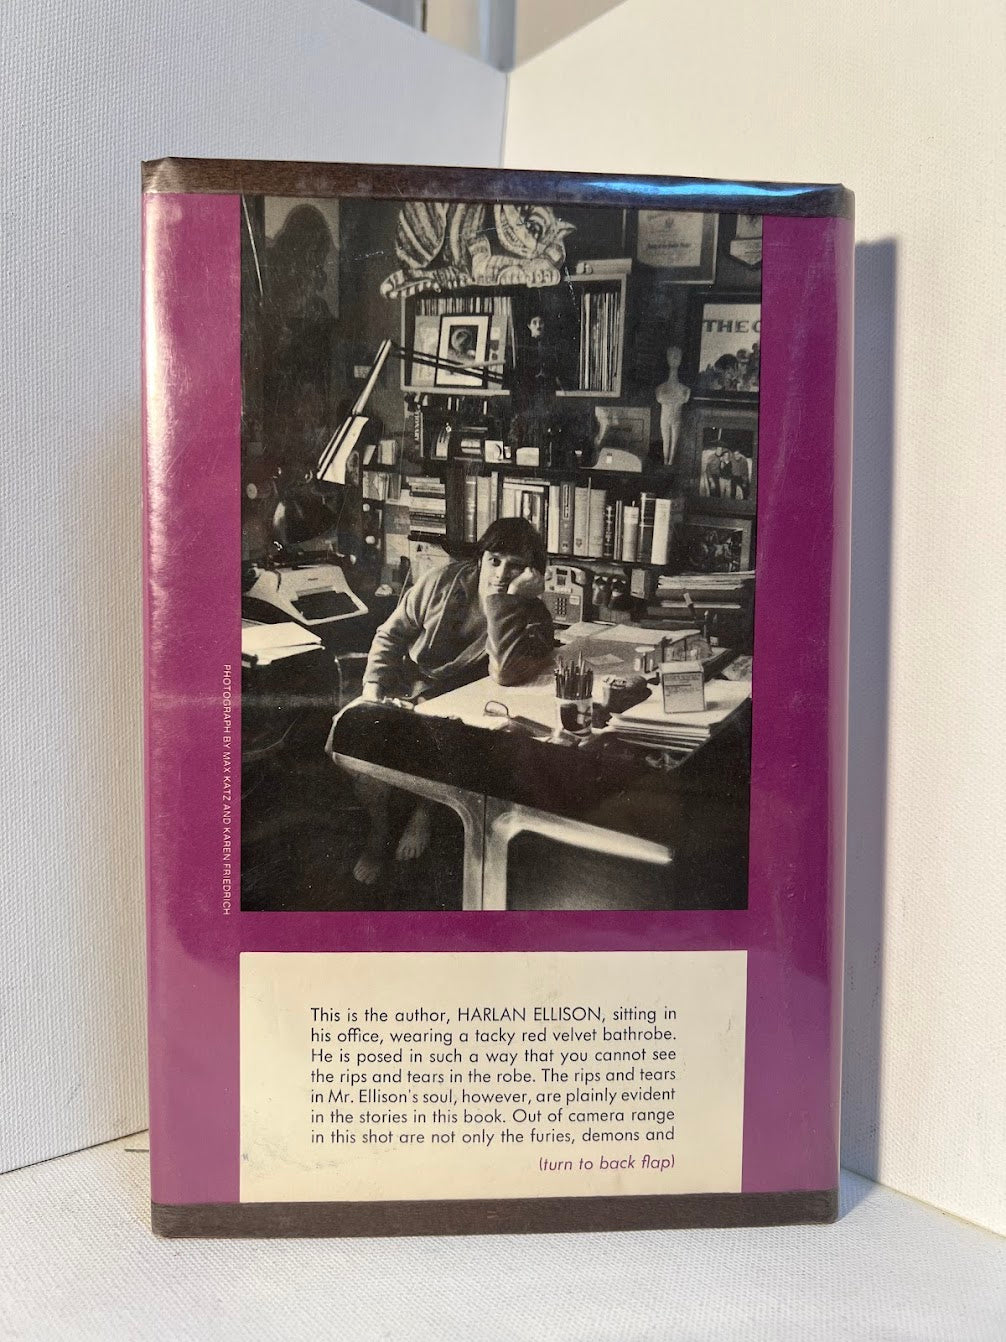 THE
PHOTOGRAPH BY MAX KATZ AND KAREN FRIEDRICH
This is the author, HARLAN ELLISON, sitting in
his office, wearing a tacky red velvet bathrobe.
He is posed in such a way that you cannot see
the rips and tears in the robe. The rips and tears
in Mr. Ellison's soul, however, are plainly evident
in the stories in this book. Out of camera range
in this shot are not only the furies, demons and
(turn to back flap)